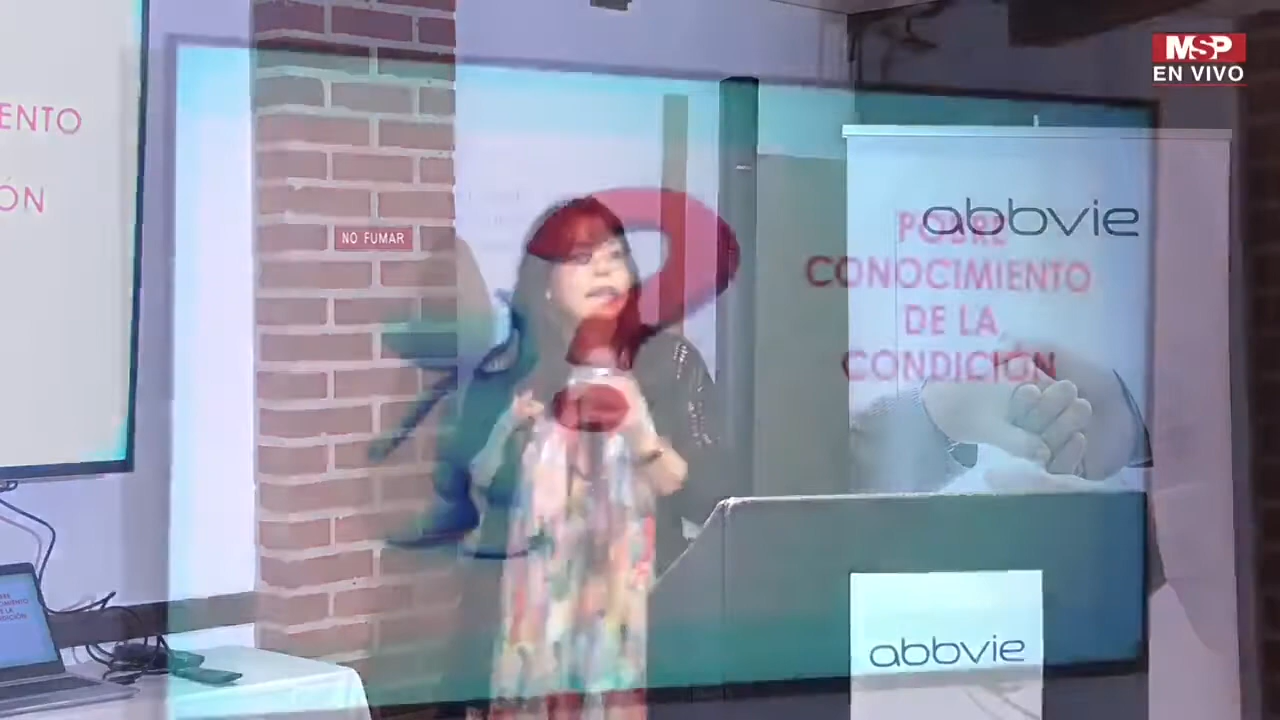 MSP
EN VIVO
ENTO
ÓN
NO FUMAR
abbvie
POBRE
CONOCIMIENTO
DE LA
CONDICIÓN
abbvie